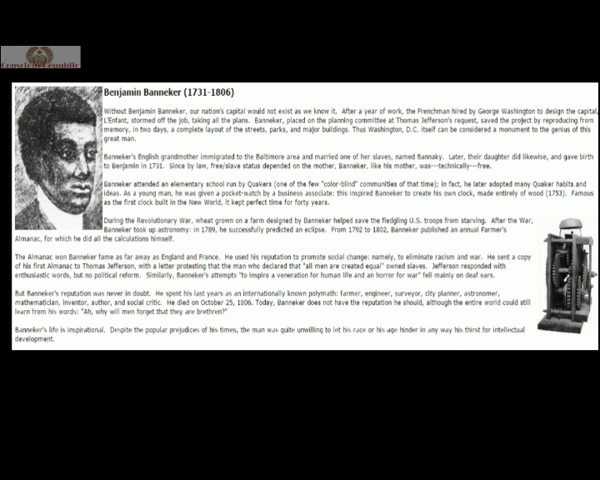 Conscious Republic
Benjamin Banneker (1731-1806)
Without Benjamin Banneker, our nation's capital would not exist as we know it. After a year of work, the Frenchman hired by George Washington to design the capital,
L'Enfant, stormed off the job, taking all the plans. Banneker, placed on the planning committee at Thomas Jefferson's request, saved the project by reproducing from
memory, in two days, a complete layout of the streets, parks, and major buildings. Thus Washington, D.C. itself can be considered a monument to the genius of this
great man.
Banneker's English grandmother immigrated to the Baltimore area and married one of her slaves, named Bannaky. Later, their daughter did likewise, and gave birth
to Benjamin in 1731. Since by law, free/slave status depended on the mother, Banneker, like his mother, was---technically---free.
Banneker attended an elementary school run by Quakers (one of the few "color-blind" communities of that time); in fact, he later adopted many Quaker habits and
ideas. As a young man, he was given a pocket-watch by a business associate: this inspired Banneker to create his own clock, made entirely of wood (1753). Famous
as the first clock built in the New World, it kept perfect time for forty years.
During the Revolutionary War, wheat grown on a farm designed by Banneker helped save the fledgling U.S. troops from starving. After the War,
Banneker took up astronomy: in 1789, he successfully predicted an eclipse. From 1792 to 1802, Banneker published an annual Farmer's
Almanac, for which he did all the calculations himself.
The Almanac won Banneker fame as far away as England and France. He used his reputation to promote social change: namely, to eliminate racism and war. He sent a copy
of his first Almanac to Thomas Jefferson, with a letter protesting that the man who declared that "all men are created equal" owned slaves. Jefferson responded with
enthusiastic words, but no political reform. Similarly, Banneker's attempts "to inspire a veneration for human life and an horror for war" fell mainly on deaf ears.
But Banneker's reputation was never in doubt. He spent his last years as an internationally known polymath: farmer, engineer, surveyor, city planner, astronomer,
mathematician, inventor, author, and social critic. He died on October 25, 1806. Today, Banneker does not have the reputation he should, although the entire world could still
learn from his words: "Ah, why will men forget that they are brethren?"
Banneker's life is inspirational. Despite the popular prejudices of his times, the man was quite unwilling to let his race or his age hinder in any way his thirst for intellectual
development.